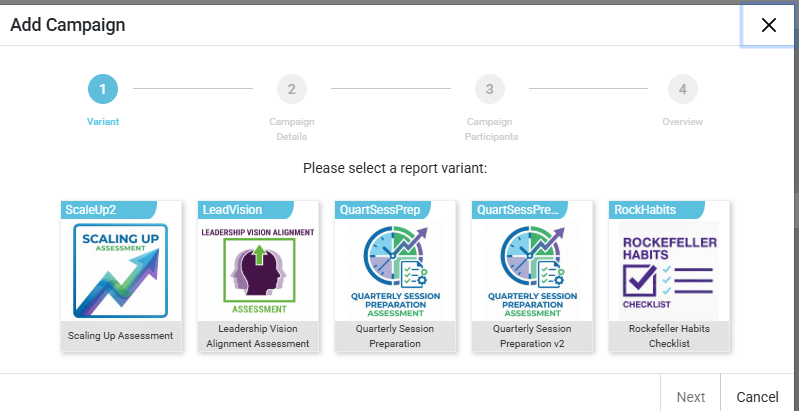 Add Campaign
1
2
3
4
Variant
Campaign
Details
Campaign
Participants
Overview
Please select a report variant:
ScaleUp2
SCALING UP
ASSESSMENT
Scaling Up Assessment
LeadVision
LEADERSHIP VISION ALIGNMENT
ASSESSMENT
Leadership Vision
Alignment Assessment
QuartSessPrep
QUARTERLY SESSION
PREPARATION
ASSESSMENT
Quarterly Session
Preparation
QuartSessPre...
QUARTERLY SESSION
PREPARATION
ASSESSMENT
Quarterly Session
Preparation v2
RockHabits
ROCKEFELLER
HABITS
CHECKLIST
Rockefeller Habits
Checklist
Next
Cancel